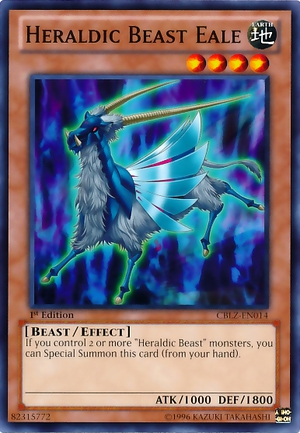 Heraldic Beast Eale
EARTH
地
1st Edition
CBLZ-EN014
[Beast/Effect]
If you control 2 or more "Heraldic Beast" monsters, you
can Special Summon this card (from your hand).
ATK/1000 DEF/1800
82315772
©1996 KAZUKI TAKAHASHI